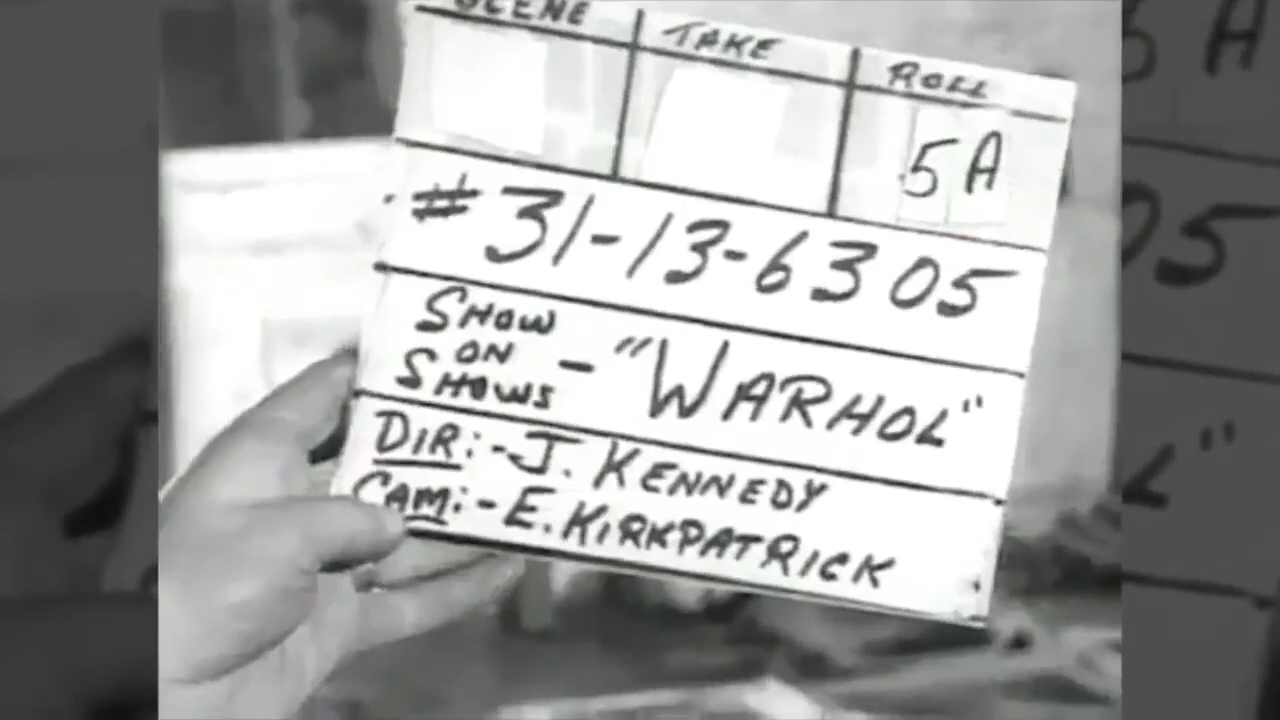 SCENE TAKE ROLL
5A
# 31-13-6305
SHOW ON SHOWS - "WARHOL"
DIR:- J. KENNEDY
CAM:- E. KIRKPATRICK